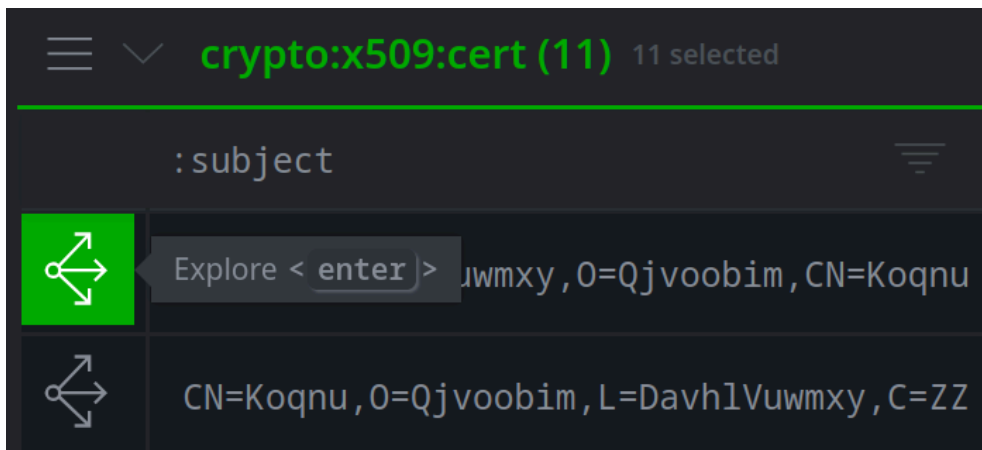 crypto:x509:cert (11) 11 selected
:subject
Explore < enter > uwmxy,O=Qjvoobim,CN=Koqnu
CN=Koqnu,O=Qjvoobim,L=DavhlVuwmxy,C=ZZ